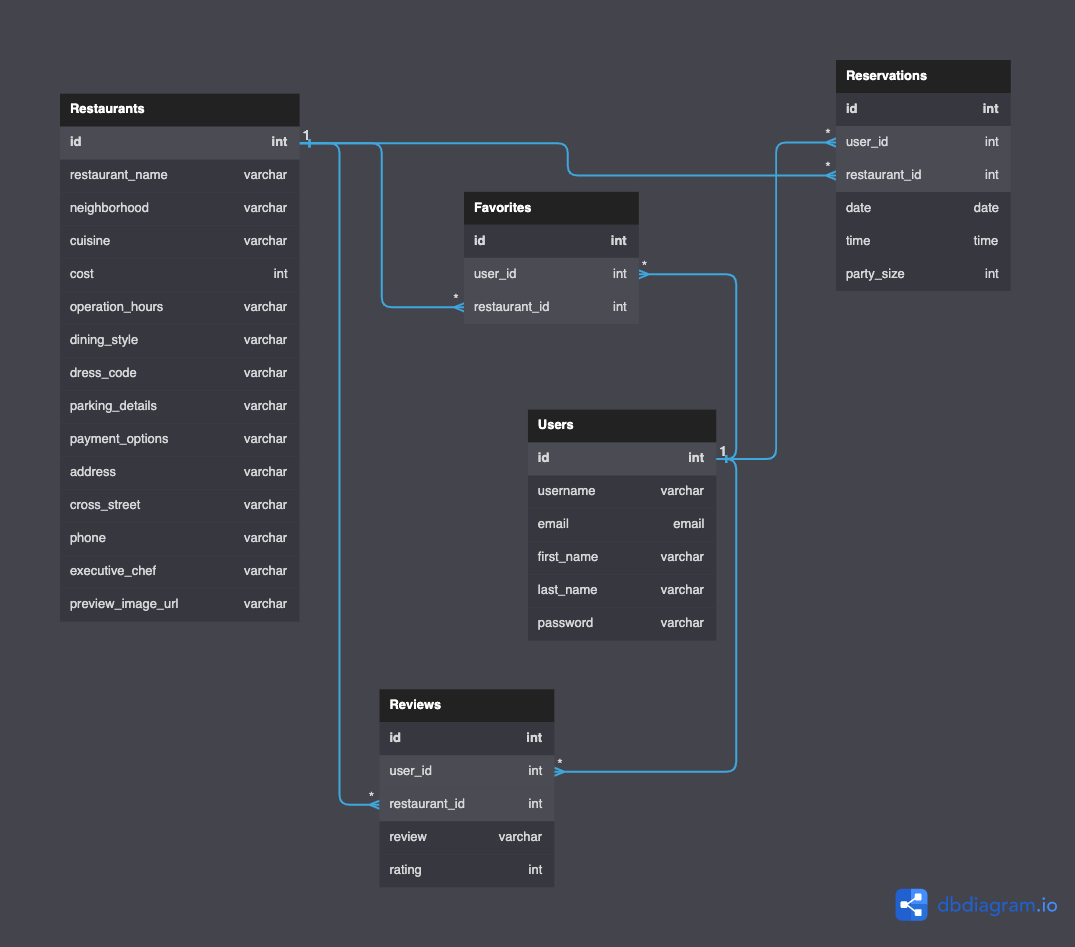 Restaurants
id int 1
restaurant_name varchar
neighborhood varchar
cuisine varchar
cost int
operation_hours varchar
dining_style varchar
dress_code varchar
parking_details varchar
payment_options varchar
address varchar
cross_street varchar
phone varchar
executive_chef varchar
preview_image_url varchar
Favorites
id int
user_id int *
* restaurant_id int
Reservations
id int
* user_id int
* restaurant_id int
date date
time time
party_size int
Users
id int 1
username varchar
email email
first_name varchar
last_name varchar
password varchar
Reviews
id int
user_id int *
* restaurant_id int
review varchar
rating int
dbdiagram.io